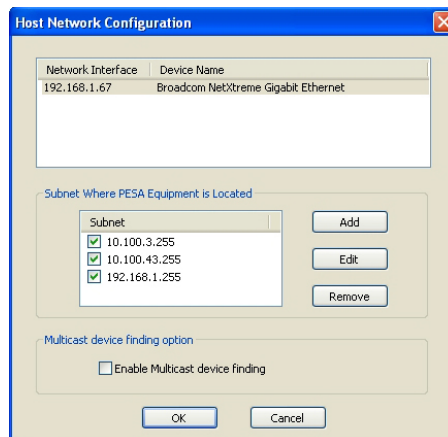 Host Network Configuration
Network Interface Device Name
192.168.1.67 Broadcom NetXtreme Gigabit Ethernet
Subnet Where PESA Equipment is Located
Subnet
10.100.3.255
10.100.43.255
192.168.1.255
Add
Edit
Remove
Multicast device finding option
Enable Multicast device finding
OK Cancel